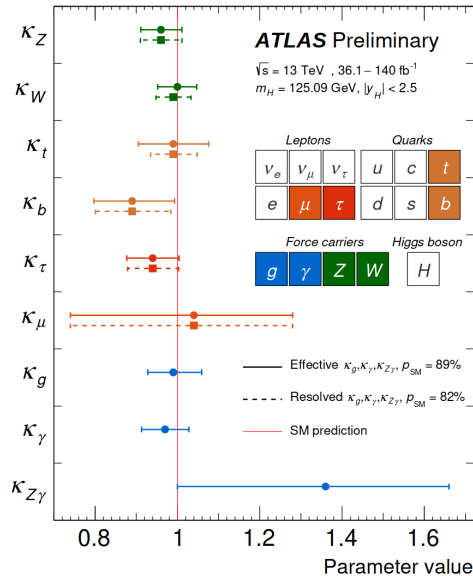 κ_Z
κ_W
κ_t
κ_b
κ_τ
κ_μ
κ_g
κ_γ
κ_Zγ
ATLAS Preliminary
√s = 13 TeV , 36.1 – 140 fb⁻¹
m_H = 125.09 GeV, |y_H| < 2.5
Leptons Quarks
ν_e ν_μ ν_τ u c t
e μ τ d s b
Force carriers Higgs boson
g γ Z W H
Effective κ_g,κ_γ,κ_Zγ, p_SM = 89%
Resolved κ_g,κ_γ,κ_Zγ, p_SM = 82%
SM prediction
0.8 1 1.2 1.4 1.6
Parameter value